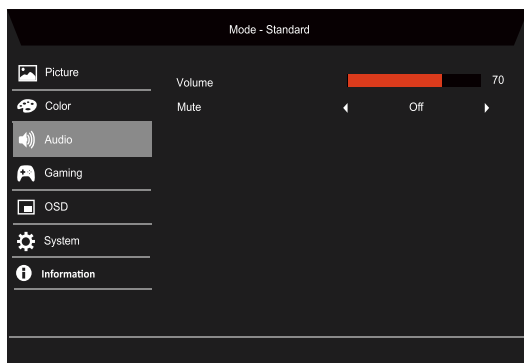 Mode - Standard
Picture
Color
Audio
Gaming
OSD
System
Information
Volume 70
Mute Off